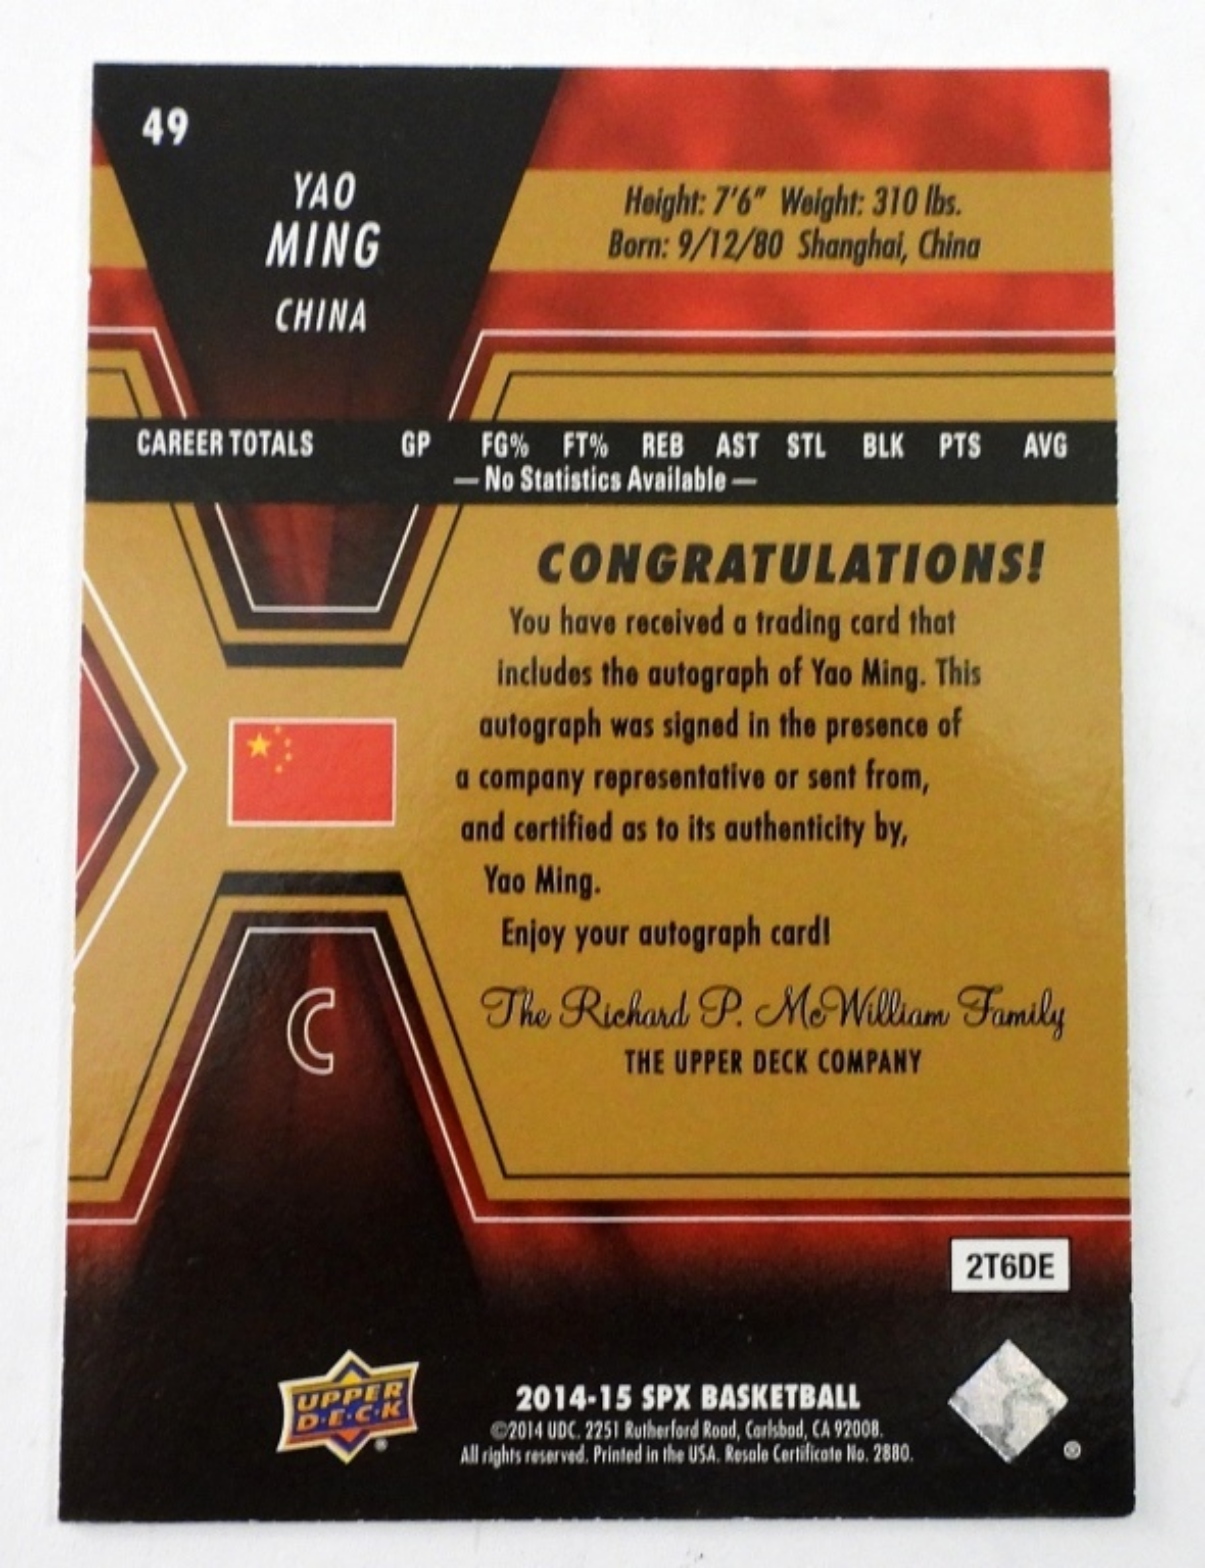 49
YAO
MING
CHINA
Height: 7'6" Weight: 310 lbs.
Born: 9/12/80 Shanghai, China
CAREER TOTALS GP FG% FT% REB AST STL BLK PTS AVG
— No Statistics Available —
CONGRATULATIONS!
You have received a trading card that
includes the autograph of Yao Ming. This
autograph was signed in the presence of
a company representative or sent from,
and certified as to its authenticity by,
Yao Ming.
Enjoy your autograph card!
The Richard P. McWilliam Family
THE UPPER DECK COMPANY
C
2T6DE
UPPER
D·E·C·K
®
2014-15 SPX BASKETBALL
©2014 UDC. 2251 Rutherford Road, Carlsbad, CA 92008.
All rights reserved. Printed in the USA. Resale Certificate No. 2880.
®